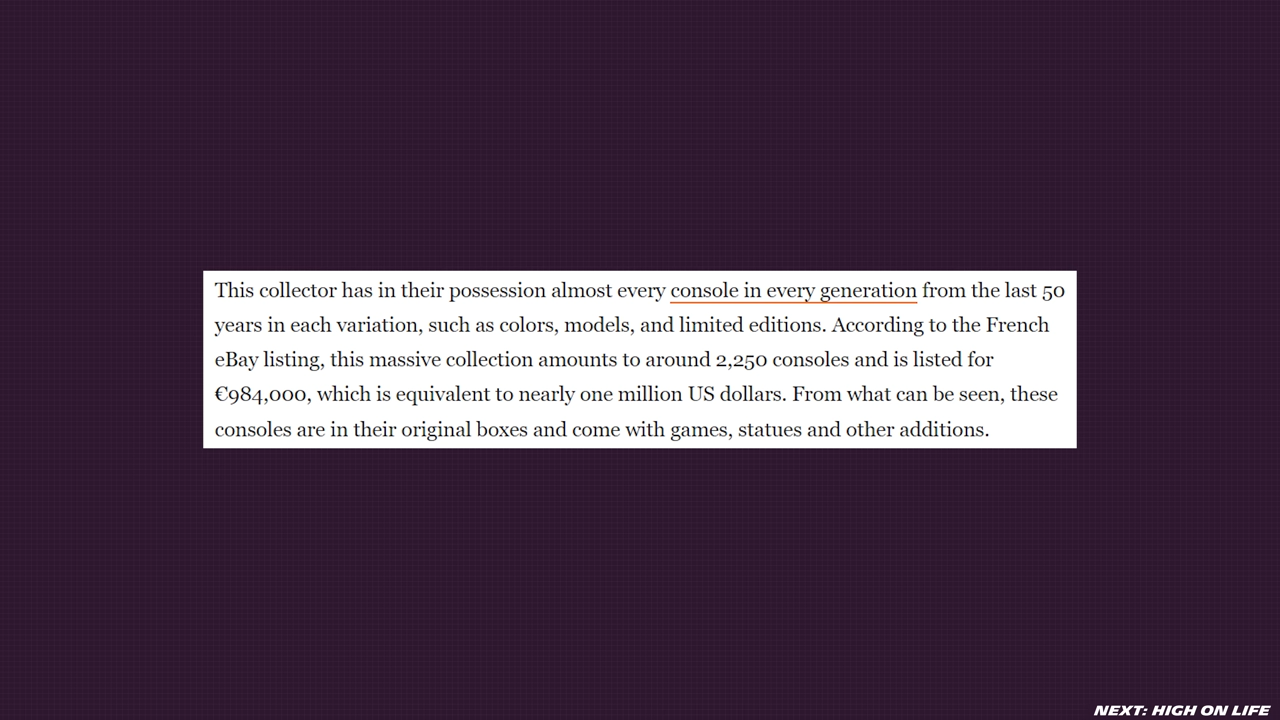 This collector has in their possession almost every console in every generation from the last 50
years in each variation, such as colors, models, and limited editions. According to the French
eBay listing, this massive collection amounts to around 2,250 consoles and is listed for
€984,000, which is equivalent to nearly one million US dollars. From what can be seen, these
consoles are in their original boxes and come with games, statues and other additions.
NEXT: HIGH ON LIFE